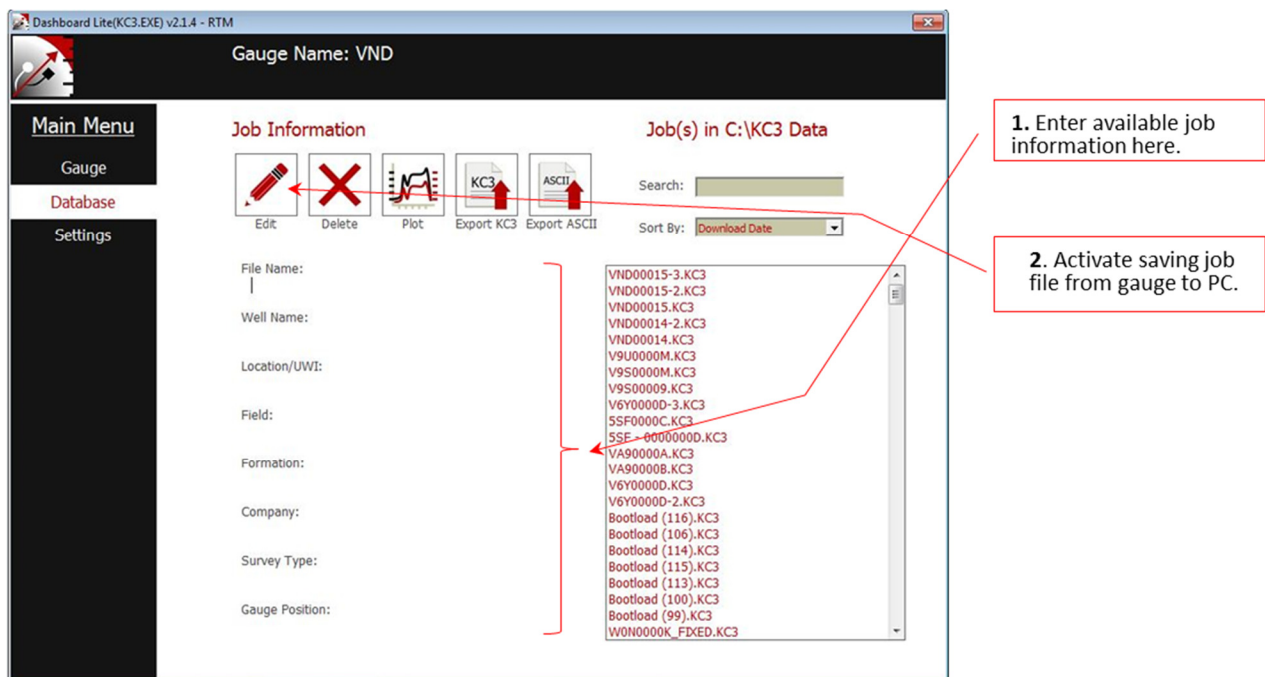 Dashboard Lite(KC3.EXE) v2.1.4 - RTM
Gauge Name: VND
Main Menu
Gauge
Database
Settings
Job Information
KC3
ASCII
Edit
Delete
Plot
Export KC3
Export ASCII
File Name:
Well Name:
Location/UWI:
Field:
Formation:
Company:
Survey Type:
Gauge Position:
Job(s) in C:\KC3 Data
Search:
Sort By: Download Date
VND00015-3.KC3
VND00015-2.KC3
VND00015.KC3
VND00014-2.KC3
VND00014.KC3
V9U0000M.KC3
V9S0000M.KC3
V9S00009.KC3
V6Y0000D-3.KC3
5SF0000C.KC3
5SF - 0000000D.KC3
VA90000A.KC3
VA90000B.KC3
V6Y0000D.KC3
V6Y0000D-2.KC3
Bootload (116).KC3
Bootload (106).KC3
Bootload (114).KC3
Bootload (115).KC3
Bootload (113).KC3
Bootload (100).KC3
Bootload (99).KC3
W0N0000K_FIXED.KC3
1. Enter available job
information here.
2. Activate saving job
file from gauge to PC.